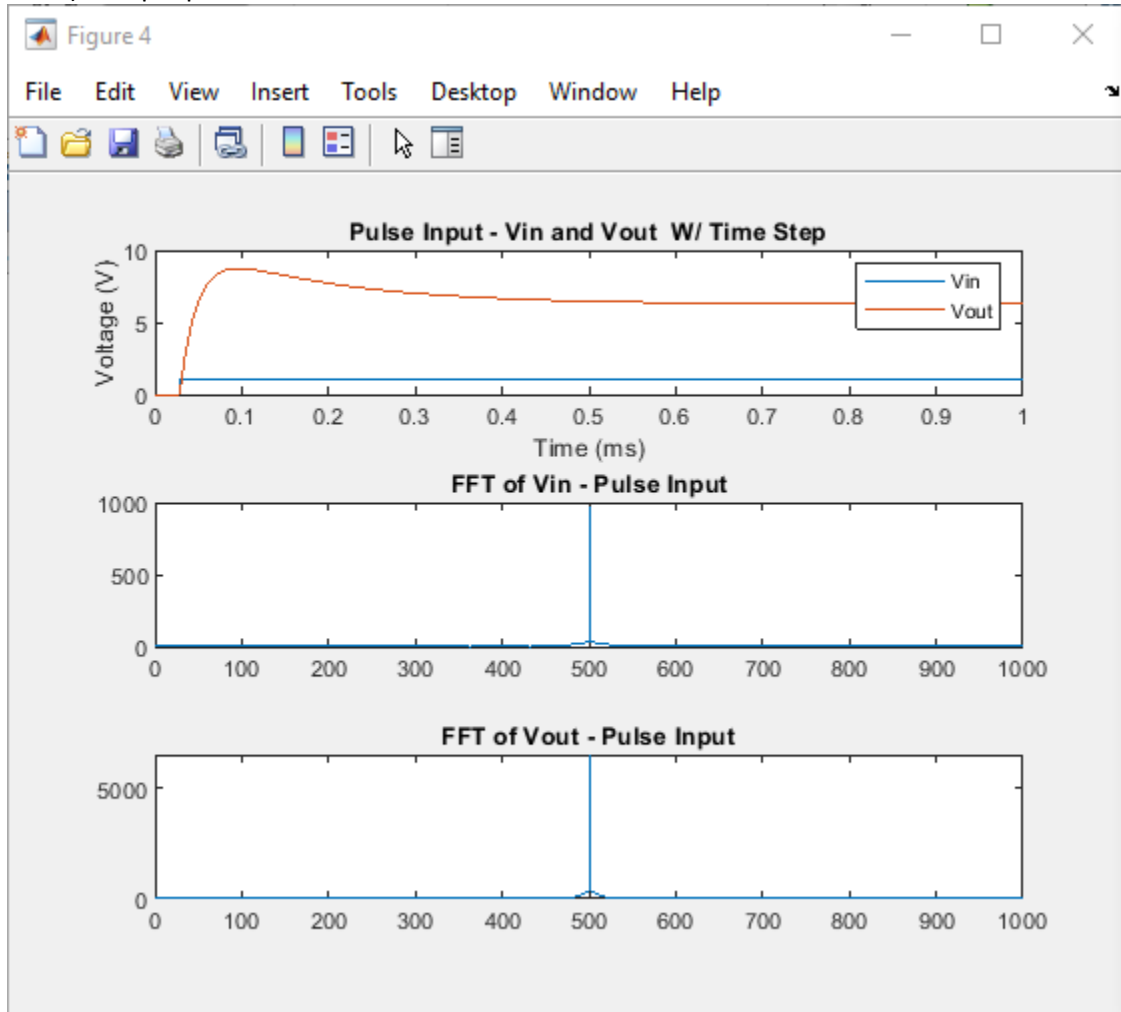 Figure 4
File Edit View Insert Tools Desktop Window Help
Pulse Input - Vin and Vout W/ Time Step
10
5
0
Voltage (V)
Vin
Vout
0 0.1 0.2 0.3 0.4 0.5 0.6 0.7 0.8 0.9 1
Time (ms)
FFT of Vin - Pulse Input
1000
500
0
0 100 200 300 400 500 600 700 800 900 1000
FFT of Vout - Pulse Input
5000
0
0 100 200 300 400 500 600 700 800 900 1000